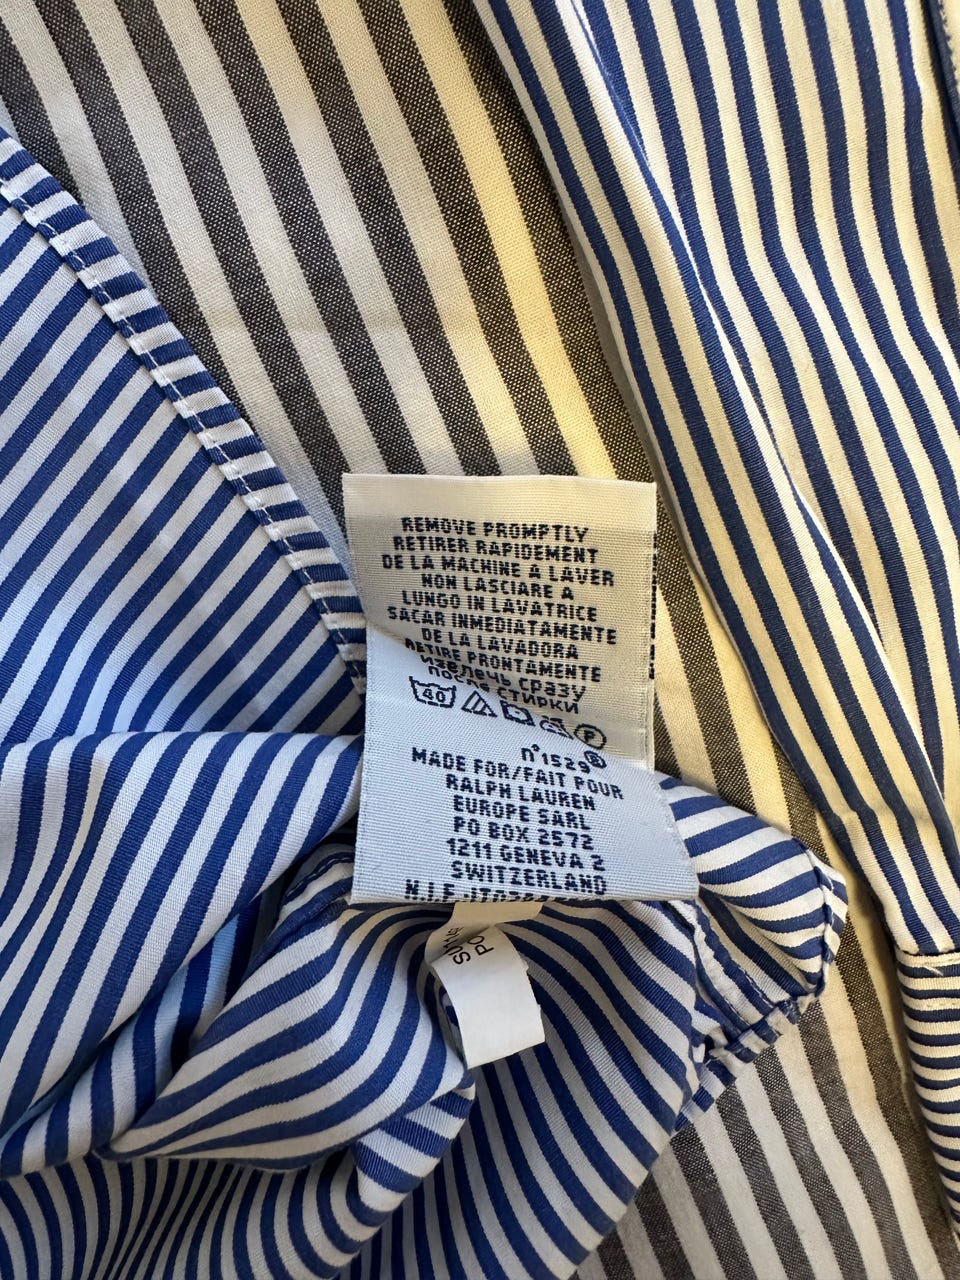 REMOVE PROMPTLY
RETIRER RAPIDEMENT
DE LA MACHINE A LAVER
NON LASCIARE A
LUNGO IN LAVATRICE
SACAR INMEDIATAMENTE
DE LA LAVADORA
RETIRE PRONTAMENTE
извлечь сразу
после стирки
40
F
n°1529®
MADE FOR/FAIT POUR
RALPH LAUREN
EUROPE SARL
PO BOX 2572
1211 GENEVA 2
SWITZERLAND
N.I.F.